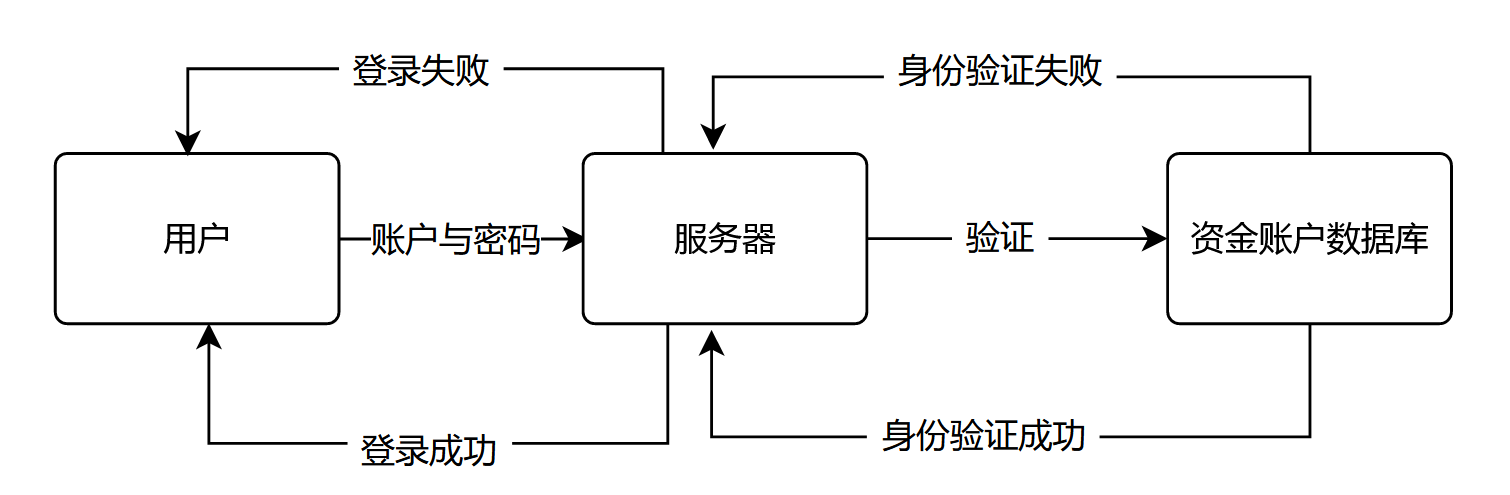 登录失败
身份验证失败
用户
账户与密码
服务器
验证
资金账户数据库
登录成功
身份验证成功